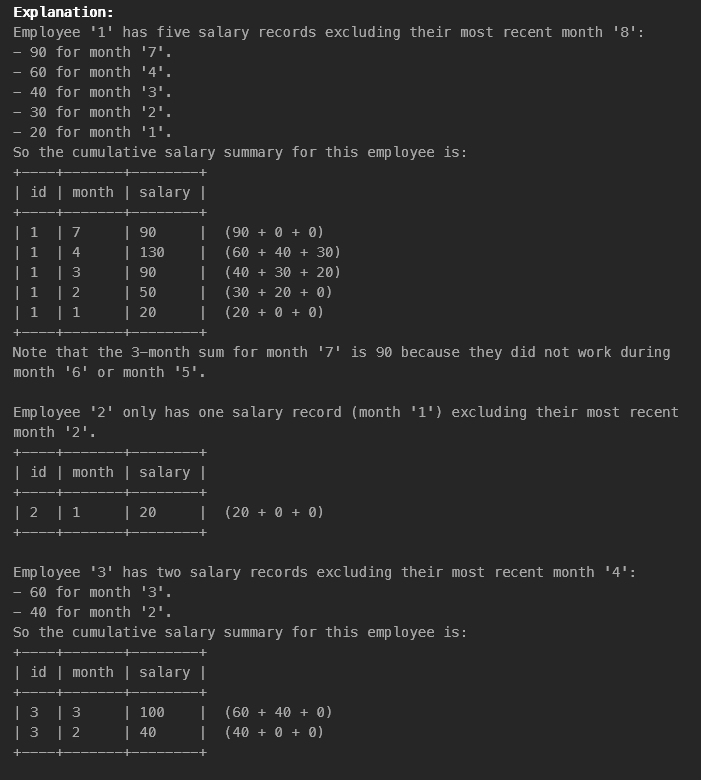 Explanation:
Employee '1' has five salary records excluding their most recent month '8':
- 90 for month '7'.
- 60 for month '4'.
- 40 for month '3'.
- 30 for month '2'.
- 20 for month '1'.
So the cumulative salary summary for this employee is:
+----+-------+--------+
| id | month | salary |
+----+-------+--------+
| 1  | 7     | 90     |  (90 + 0 + 0)
| 1  | 4     | 130    |  (60 + 40 + 30)
| 1  | 3     | 90     |  (40 + 30 + 20)
| 1  | 2     | 50     |  (30 + 20 + 0)
| 1  | 1     | 20     |  (20 + 0 + 0)
+----+-------+--------+
Note that the 3-month sum for month '7' is 90 because they did not work during
month '6' or month '5'.
Employee '2' only has one salary record (month '1') excluding their most recent
month '2'.
+----+-------+--------+
| id | month | salary |
+----+-------+--------+
| 2  | 1     | 20     |  (20 + 0 + 0)
+----+-------+--------+
Employee '3' has two salary records excluding their most recent month '4':
- 60 for month '3'.
- 40 for month '2'.
So the cumulative salary summary for this employee is:
+----+-------+--------+
| id | month | salary |
+----+-------+--------+
| 3  | 3     | 100    |  (60 + 40 + 0)
| 3  | 2     | 40     |  (40 + 0 + 0)
+----+-------+--------+